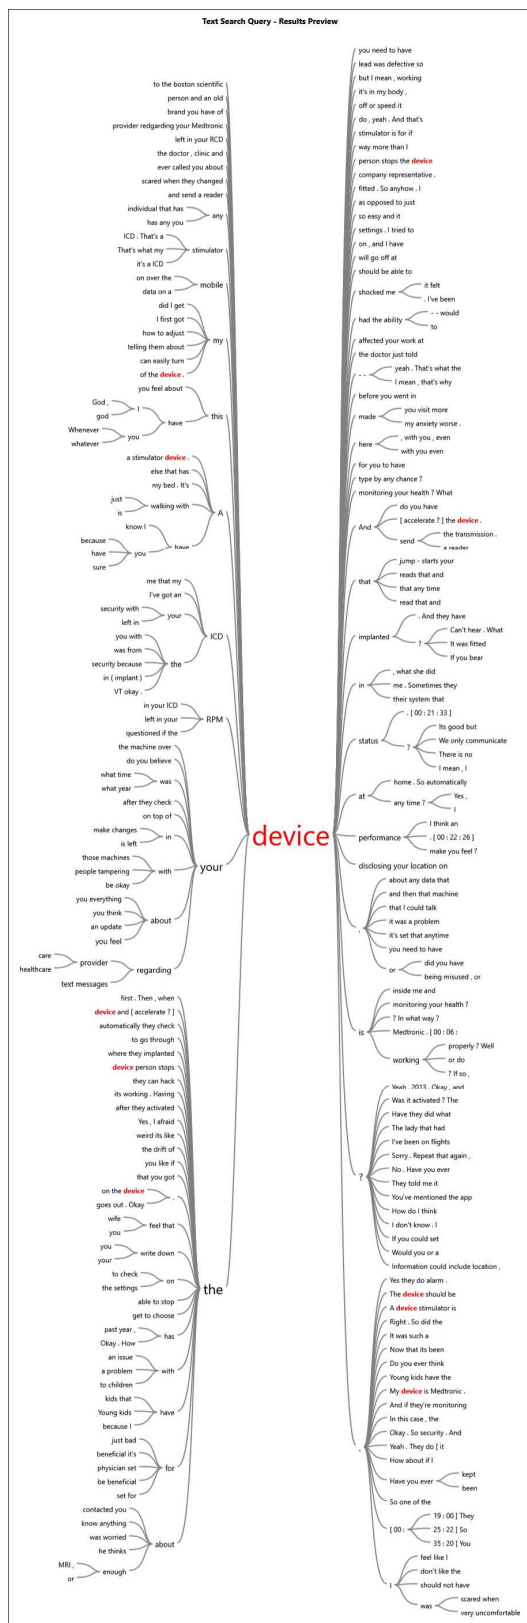 Text Search Query - Results Preview
to the boston scientific
person and an old
brand you have of
provider redgarding your Medtronic
left in your RCD
the doctor , clinic and
ever called you about
scared when they changed
and send a reader
individual that has
has any you
any
ICD . That's a
That's what my
it's a ICD
stimulator
on over the
data on a
mobile
did I get
I first got
how to adjust
telling them about
can easily turn
of the device .
my
you feel about
God ,
god
I
Whenever
whatever
you
have
this
a stimulator device .
else that has
my bed . It's
just
is
walking with
know I
because
have
sure
you
have
A
me that my
I've got an
security with
left in
your
you with
was from
security because
in ( implant )
VT okay .
the
ICD
in your ICD
left in your
questioned if the
RPM
the machine over
do you believe
what time
what year
was
after they check
on top of
make changes
is left
in
those machines
people tampering
be okay
with
you everything
you think
an update
you feel
about
care
healthcare
provider
text messages
regarding
your
first . Then , when
device and [ accelerate ? ]
automatically they check
to go through
where they implanted
device person stops
they can hack
its working . Having
after they activated
Yes , I afraid
weird its like
the drift of
you like if
that you got
on the device
goes out . Okay
,
wife
you
feel that
you
your
write down
to check
the settings
on
able to stop
get to choose
past year ,
Okay . How
has
an issue
a problem
to children
with
kids that
Young kids
because I
have
just bad
beneficial it's
physician set
be beneficial
set for
for
contacted you
know anything
was worried
he thinks
MRI ,
or
enough
about
the
device
you need to have
lead was defective so
but I mean , working
it's in my body ,
off or speed it
do , yeah . And that's
stimulator is for if
way more than I
person stops the device
company representative .
fitted . So anyhow . I
as opposed to just
so easy and it
settings . I tried to
on , and I have
will go off at
should be able to
shocked me
it felt
. I've been
had the ability
- - would
to
affected your work at
the doctor just told
- -
yeah . That's what the
I mean , that's why
before you went in
made
you visit more
my anxiety worse .
here
, with you , even
with you even
for you to have
type by any chance ?
monitoring your health ? What
And
do you have
[ accelerate ? ] the device .
send
the transmission .
a reader
that
jump - starts your
reads that and
that any time
read that and
implanted
. And they have
?
Can't hear . What
It was fitted
If you bear
in
, what she did
me . Sometimes they
their system that
status
. [ 00 : 21 : 33 ]
?
Its good but
We only communicate
There is no
I mean , I
at
home . So automatically
any time ?
Yes ,
I
performance
I think an
. [ 00 : 22 : 26 ]
make you feel ?
disclosing your location on
,
about any data that
and then that machine
that I could talk
it was a problem
it's set that anytime
you need to have
or
did you have
being misused , or
is
inside me and
monitoring your health ?
? In what way ?
Medtronic . [ 00 : 06 :
working
properly ? Well
or do
? If so ,
?
Yeah . 2013 . Okay , and
Was it activated ? The
Have they did what
The lady that had
I've been on flights
Sorry . Repeat that again ,
No . Have you ever
They told me it
You've mentioned the app
How do I think
I don't know . I
If you could set
Would you or a
Information could include location ,
.
Yes they do alarm .
The device should be
A device stimulator is
Right . So did the
It was such a
Now that its been
Do you ever think
Young kids have the
My device is Medtronic .
And if they're monitoring
In this case , the
Okay . So security . And
Yeah . They do [ it
How about if I
Have you ever
kept
been
So one of the
[ 00 :
19 : 00 ] They
25 : 22 ] So
35 : 20 ] You
I
feel like I
don't like the
should not have
was
scared when
very uncomfortable